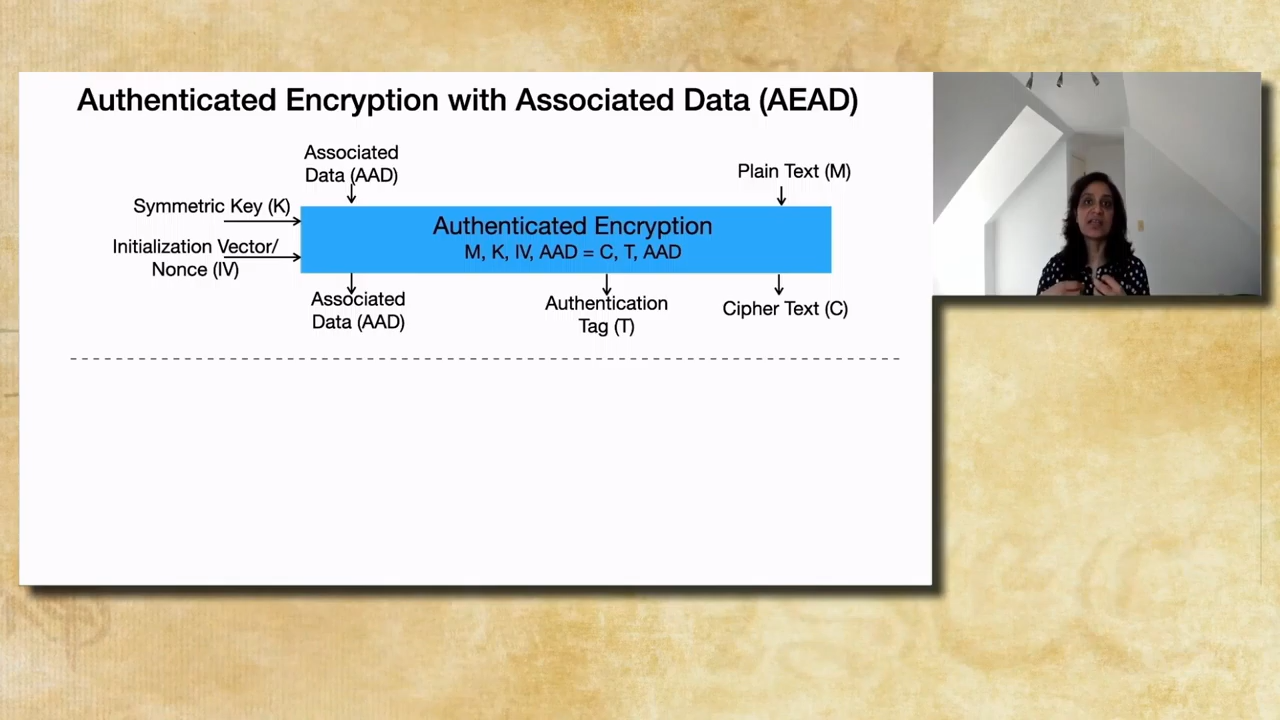 Authenticated Encryption with Associated Data (AEAD)
Associated
Data (AAD)
Plain Text (M)
Symmetric Key (K)
Initialization Vector/
Nonce (IV)
Authenticated Encryption
M, K, IV, AAD = C, T, AAD
Associated
Data (AAD)
Authentication
Tag (T)
Cipher Text (C)